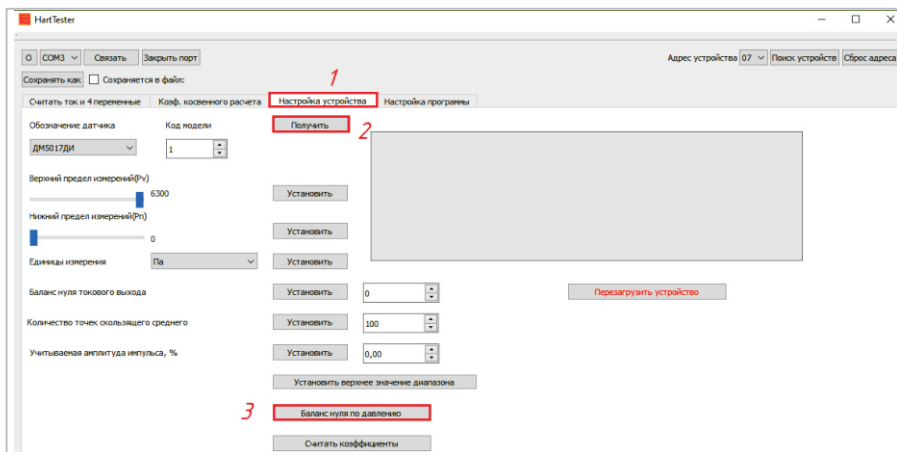 HartTester
О COM3 Связать Закрыть порт Адрес устройства 07 Поиск устройств Сброс адреса
Сохранять как Сохраняется в файл:
1
Считать ток и 4 переменные Коэф. косвенного расчета Настройка устройства Настройка программы
Обозначение датчика Код модели Получить 2
ДМ5017ДИ 1
Верхний предел измерений(Pv)
6300 Установить
Нижний предел измерений(Pn)
0 Установить
Единицы измерения Па Установить
Баланс нуля токового выхода Установить 0 Перезагрузить устройство
Количество точек скользящего среднего Установить 100
Учитываемая амплитуда импульса, % Установить 0,00
Установить верхнее значение диапазона
3 Баланс нуля по давлению
Считать коэффициенты